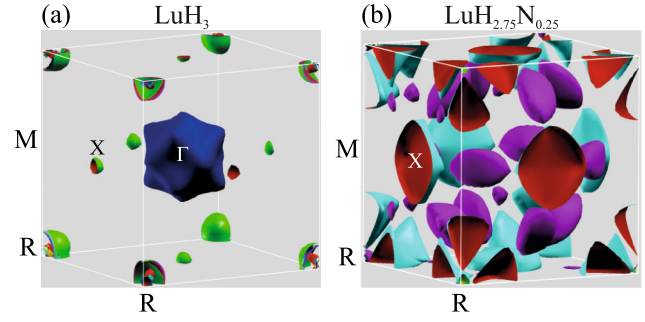 (a) LuH₃ (b) LuH₂.₇₅N₀.₂₅
M X Γ M X
R R
R R